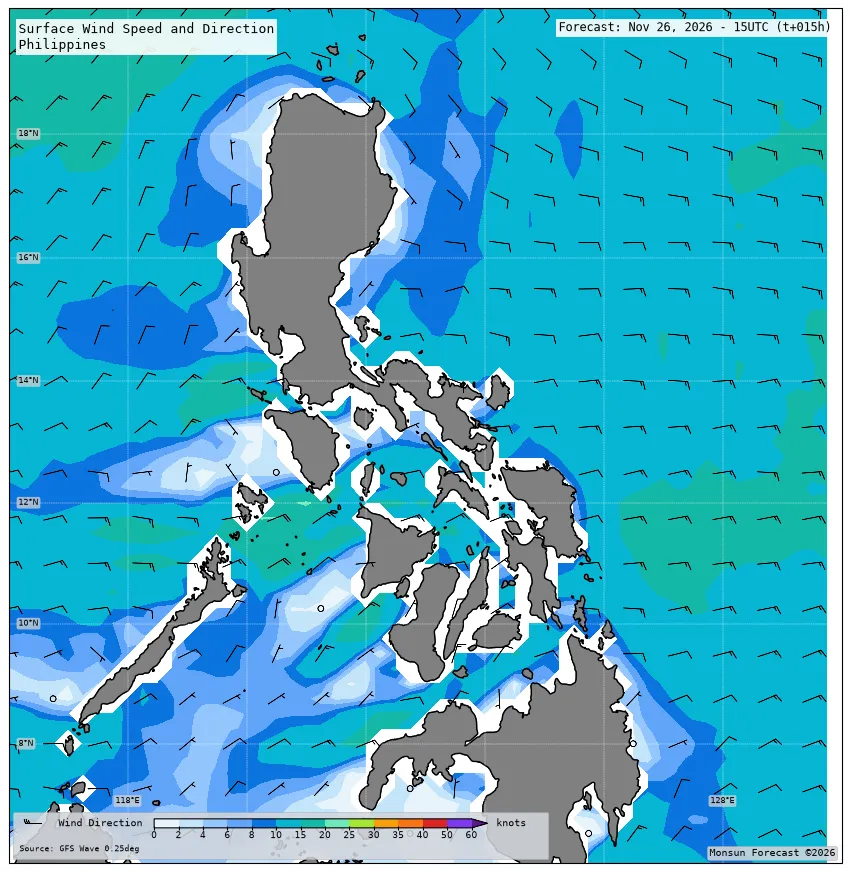 Surface Wind Speed and Direction
Philippines
Forecast: Nov 26, 2026 - 15UTC (t+015h)
18°N
16°N
14°N
12°N
10°N
8°N
118°E
128°E
Wind Direction
knots
0 2 4 6 8 10 15 20 25 30 35 40 50 60
Source: GFS Wave 0.25deg
Monsun Forecast ©2026